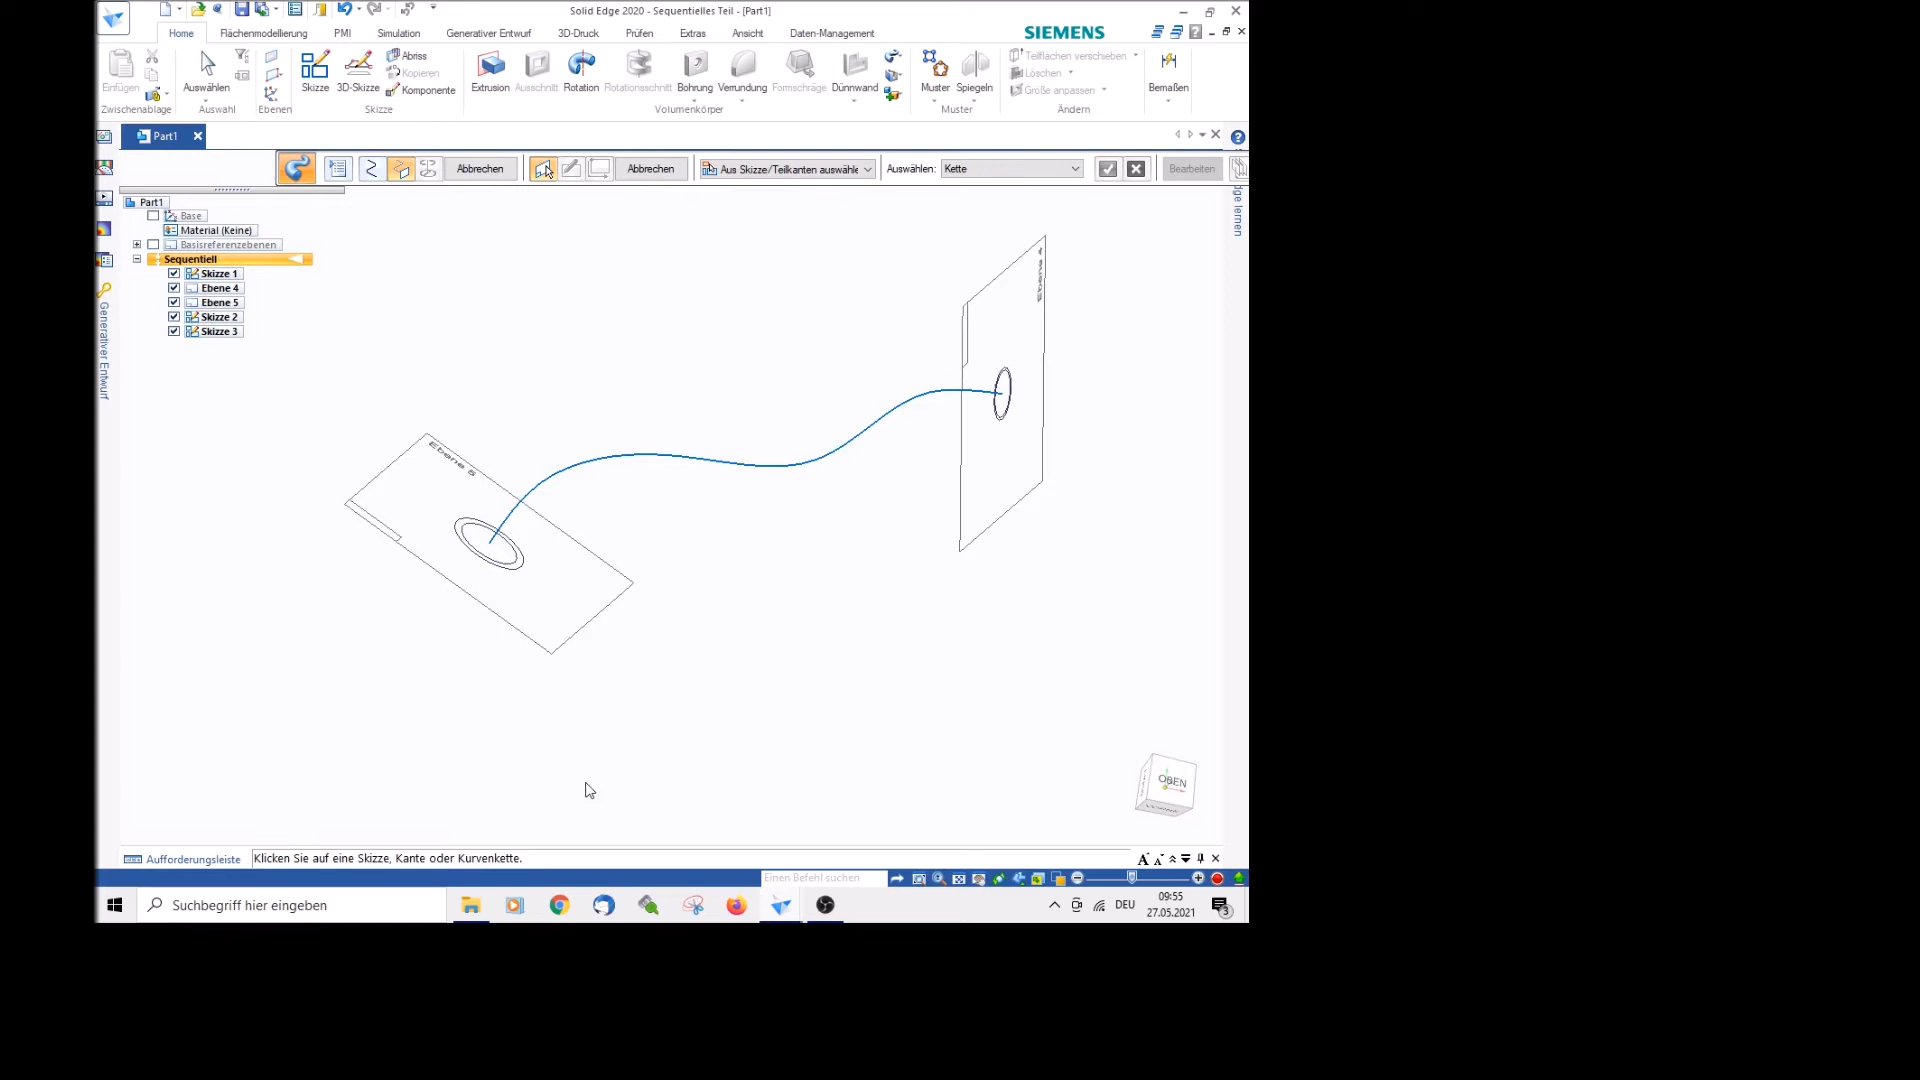 Solid Edge 2020 - Sequentielles Teil - [Part1]
Home Flächenmodellierung PMI Simulation Generativer Entwurf 3D-Druck Prüfen Extras Ansicht Daten-Management
SIEMENS
Einfügen Auswählen Skizze 3D-Skizze Abriss Kopieren Komponente Extrusion Ausschnitt Rotation Rotationsschnitt Bohrung Verrundung Formschräge Dünnwand Muster Spiegeln Teilflächen verschieben Löschen Größe anpassen Bemaßen
Zwischenablage Auswahl Ebenen Skizze Volumenkörper Muster Ändern
Part1
Abbrechen Abbrechen Aus Skizze/Teilkanten auswähle Auswählen: Kette Bearbeiten
Part1
Base
Material (Keine)
Basisreferenzebenen
Sequentiell
Skizze 1
Ebene 4
Ebene 5
Skizze 2
Skizze 3
Generativer Entwurf
dge lernen
Ebene 4
Ebene 5
OBEN
Aufforderungsleiste Klicken Sie auf eine Skizze, Kante oder Kurvenkette.
Einen Befehl suchen
Suchbegriff hier eingeben
DEU
09:55
27.05.2021
3